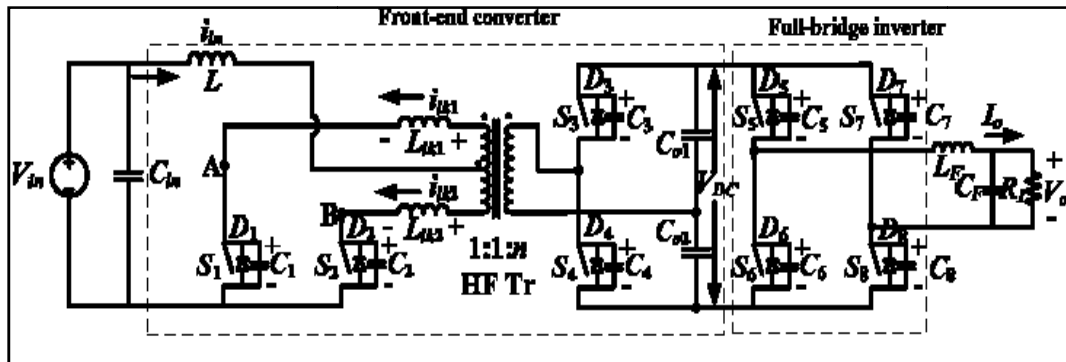 Front-end converter
Full-bridge inverter
i_in
L
V_in
C_in
A
B
i_lk1
- L_lk1 +
i_lk2
- L_lk2 +
S_1 D_1 + C_1 -
S_2 D_2 + C_2 -
1:1:n
HF Tr
S_3 D_3 + C_3 -
S_4 D_4 + C_4 -
C_o1
C_o2
V_DC
S_5 D_5 + C_5 -
S_6 D_6 + C_6 -
S_7 D_7 + C_7 -
S_8 D_8 + C_8 -
L_F
C_F
I_o
R_L
+ V_o -